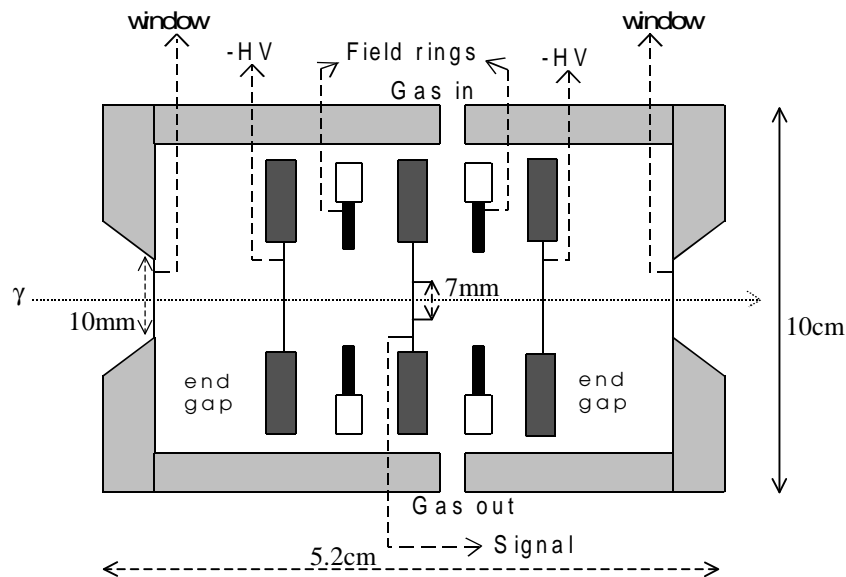 window
window
-HV
Field rings
-HV
Gas in
7mm
γ
10mm
10cm
end
gap
end
gap
Gas out
Signal
5.2cm